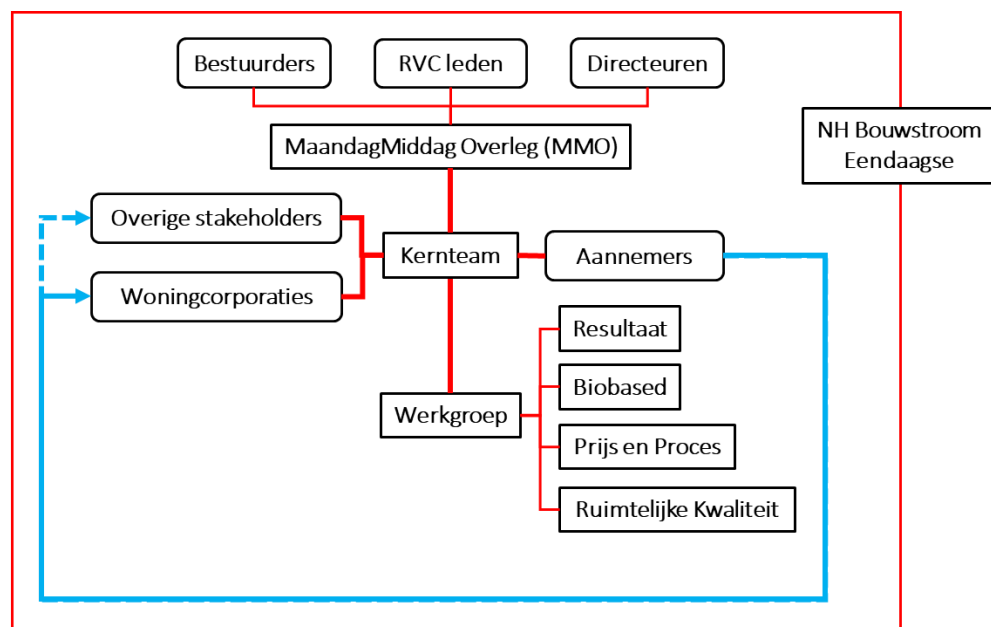 Bestuurders
RVC leden
Directeuren
NH Bouwstroom
Eendaagse
MaandagMiddag Overleg (MMO)
Overige stakeholders
Kernteam
Aannemers
Woningcorporaties
Resultaat
Biobased
Werkgroep
Prijs en Proces
Ruimtelijke Kwaliteit